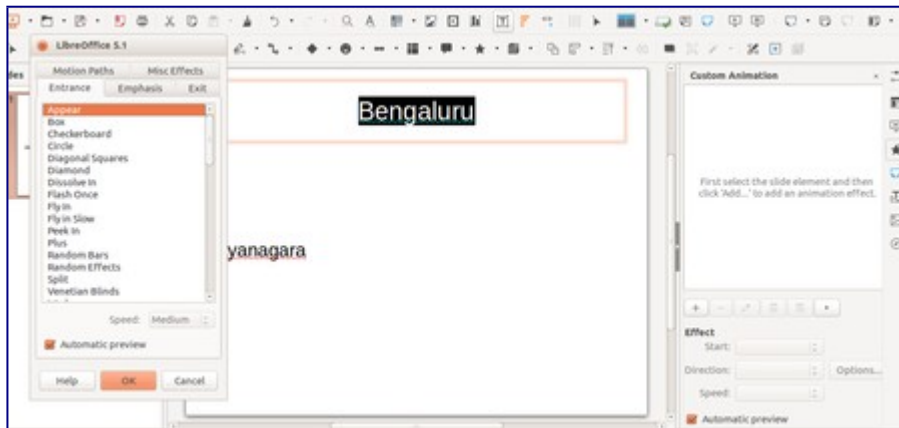 LibreOffice 5.1
Motion Paths Misc Effects
Entrance Emphasis Exit
Appear
Box
Checkerboard
Circle
Diagonal Squares
Diamond
Dissolve In
Flash Once
Fly In
Fly in Slow
Peek In
Plus
Random Bars
Random Effects
Split
Venetian Blinds
Speed: Medium
Automatic preview
Help OK Cancel
des
Bengaluru
yanagara
Custom Animation
First select the slide element and then
click 'Add...' to add an animation effect.
Effect
Start:
Direction: Options...
Speed:
Automatic preview